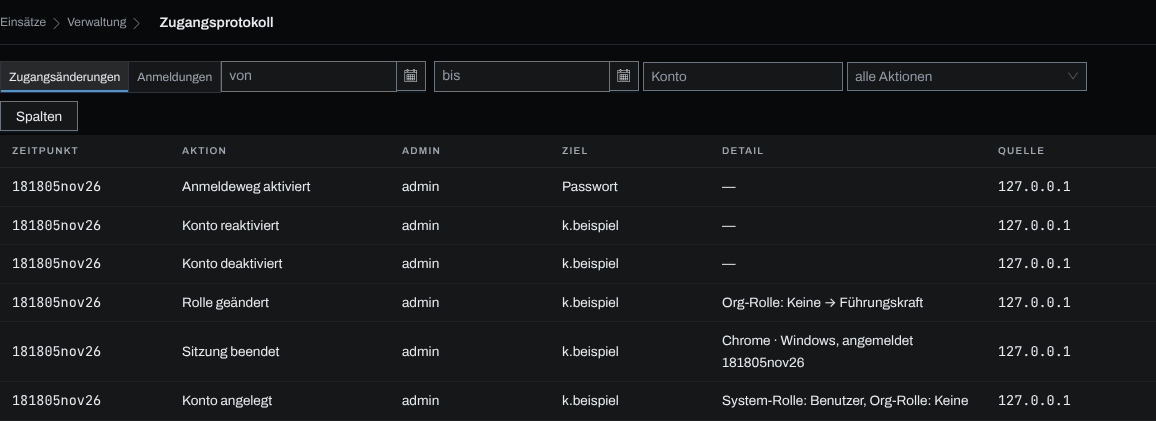 Einsätze > Verwaltung > Zugangsprotokoll
Zugangsänderungen Anmeldungen von bis Konto alle Aktionen
Spalten
ZEITPUNKT AKTION ADMIN ZIEL DETAIL QUELLE
181805nov26 Anmeldeweg aktiviert admin Passwort — 127.0.0.1
181805nov26 Konto reaktiviert admin k.beispiel — 127.0.0.1
181805nov26 Konto deaktiviert admin k.beispiel — 127.0.0.1
181805nov26 Rolle geändert admin k.beispiel Org-Rolle: Keine → Führungskraft 127.0.0.1
181805nov26 Sitzung beendet admin k.beispiel Chrome · Windows, angemeldet 181805nov26 127.0.0.1
181805nov26 Konto angelegt admin k.beispiel System-Rolle: Benutzer, Org-Rolle: Keine 127.0.0.1